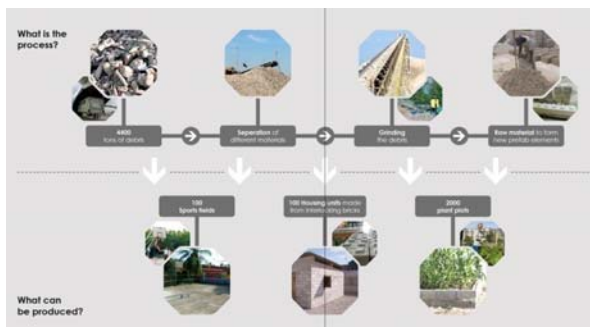 What is the
process?
4400
tons of debris
Seperation of
different materials
Grinding
the debris
Raw material to form
new prefab elements
100
Sports fields
100 Housing units made
from interlocking bricks
2000
plant plots
What can
be produced?